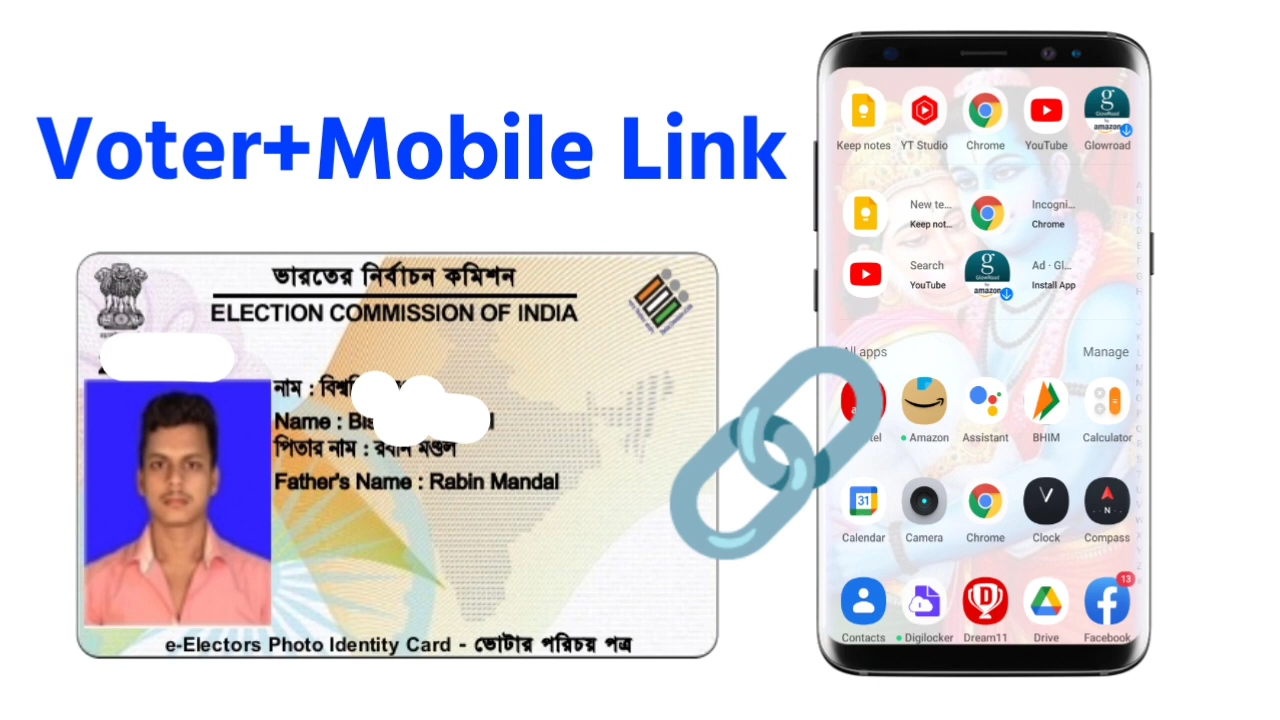 Voter+Mobile Link
ভারতের নির্বাচন কমিশন
ELECTION COMMISSION OF INDIA
নাম :
Name :
পিতার নাম : রবীন মণ্ডল
Father's Name : Rabin Mandal
e-Electors Photo Identity Card - ভোটার পরিচয় পত্র
Keep notes YT Studio Chrome YouTube Glowroad
New te... Incogni...
Keep not... Chrome
Search Ad · Gl...
YouTube Install App
All apps Manage
Amazon Assistant BHIM Calculator
31
Calendar Camera Chrome Clock Compass
13
Contacts Digilocker Dream11 Drive Facebook